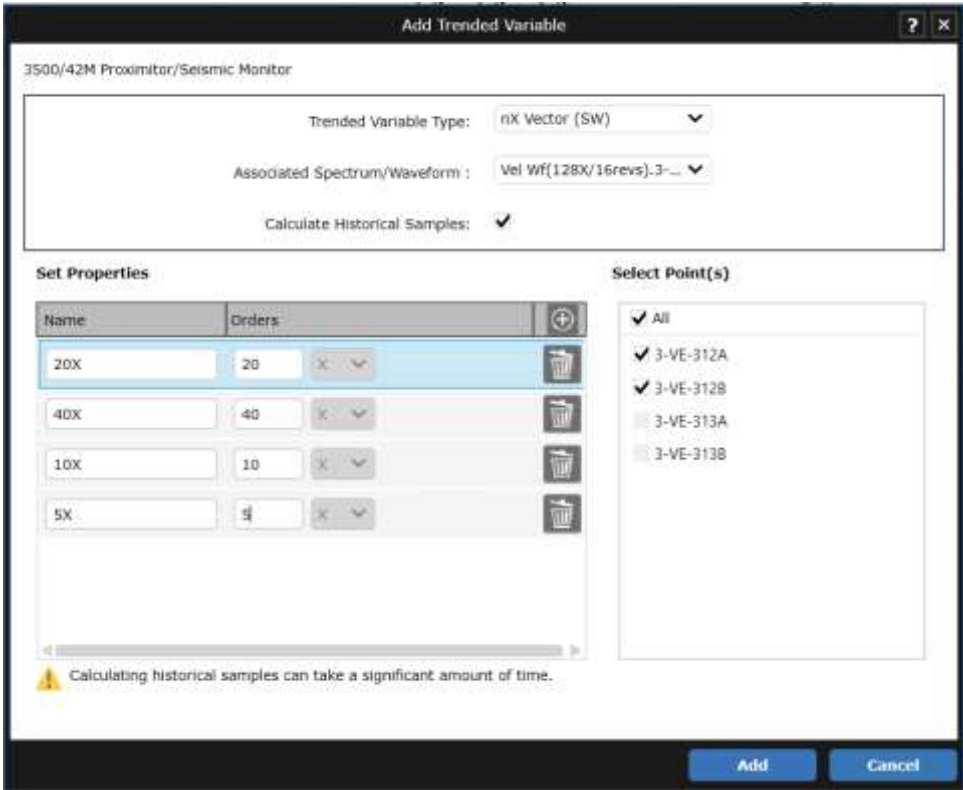 Add Trended Variable
?
3500/42M Proximitor/Seismic Monitor
Trended Variable Type: nX Vector (SW)
Associated Spectrum/Waveform : Vel Wf(128X/16revs).3-...
Calculate Historical Samples:
Set Properties
Select Point(s)
Name Orders
All
20X 20 X
3-VE-312A
3-VE-312B
40X 40 X
3-VE-313A
3-VE-313B
10X 10 X
5X 5 X
Calculating historical samples can take a significant amount of time.
Add Cancel